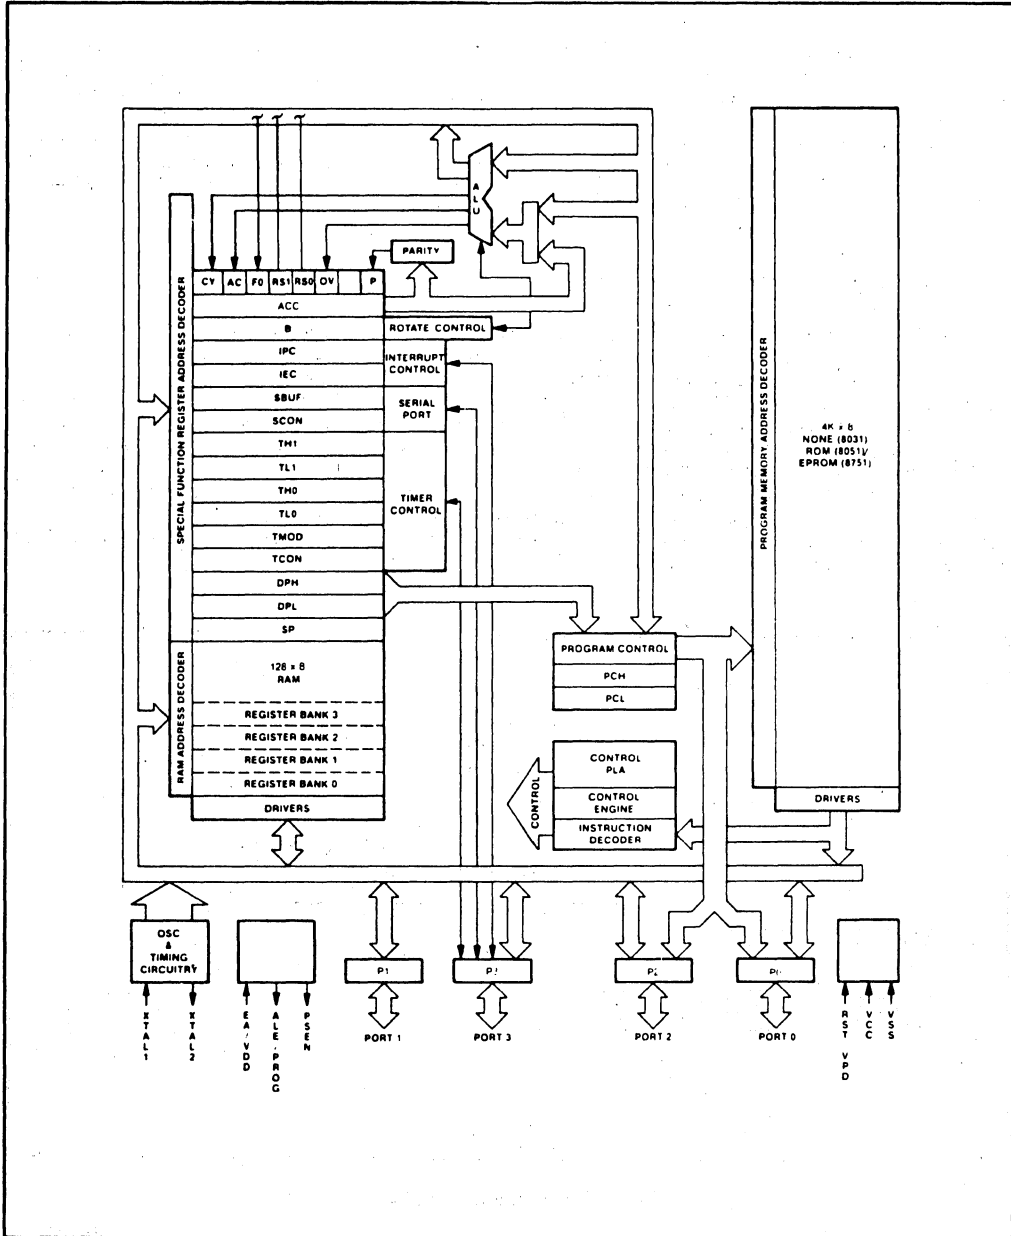 ALU
PARITY
CY AC F0 RS1 RS0 OV P
ACC
B
ROTATE CONTROL
IPC
IEC
INTERRUPT
CONTROL
SBUF
SCON
SERIAL
PORT
TH1
TL1
TH0
TL0
TMOD
TCON
TIMER
CONTROL
DPH
DPL
SP
128 x 8
RAM
REGISTER BANK 3
REGISTER BANK 2
REGISTER BANK 1
REGISTER BANK 0
DRIVERS
SPECIAL FUNCTION REGISTER ADDRESS DECODER
RAM ADDRESS DECODER
PROGRAM CONTROL
PCH
PCL
CONTROL
CONTROL
PLA
CONTROL
ENGINE
INSTRUCTION
DECODER
PROGRAM MEMORY ADDRESS DECODER
4K x 8
NONE (8031)
ROM (8051)/
EPROM (8751)
DRIVERS
OSC
&
TIMING
CIRCUITRY
P1
P2
XTAL1
XTAL2
EA/VDD
ALE/PROG
PSEN
PORT 1
PORT 3
PORT 2
PORT 0
RST VPD
VCC
VSS